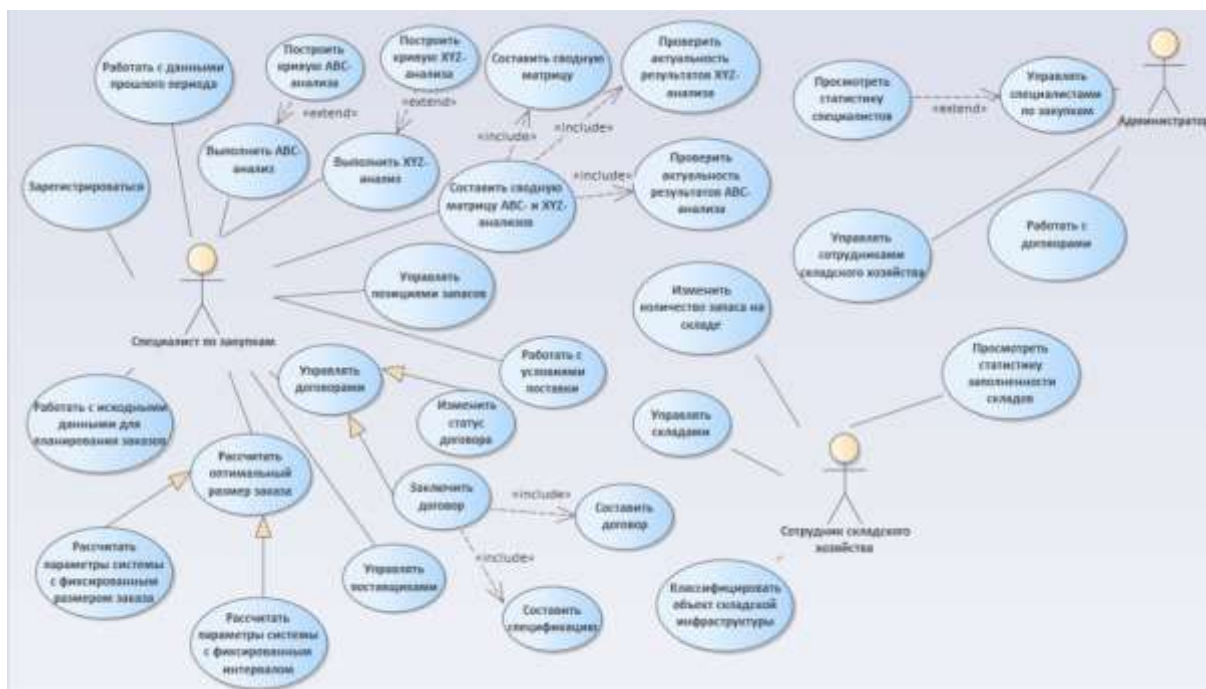 Работать с данными
прошлого периода
Построить
кривую ABC-
анализа
Построить
кривую XYZ-
анализа
Составить сводную
матрицу
Проверить
актуальность
результатов XYZ-
анализа
Просмотреть
статистику
специалистов
«extend»
Управлять
специалистами
по закупкам
Администратор
«extend»
«extend»
«include»
«include»
Зарегистрироваться
Выполнить ABC-
анализ
Выполнить XYZ-
анализ
Составить сводную
матрицу ABC- и XYZ-
анализов
«include»
Проверить
актуальность
результатов ABC-
анализа
Управлять
сотрудниками
складского хозяйства
Работать с
договорами
Специалист по закупкам
Управлять
позициями запасов
Изменить
количество запаса на
складе
Управлять
договорами
Работать с
условиями
поставки
Просмотреть
статистику
заполненности
складов
Работать с исходными
данными для
планирования заказов
Изменить
статус
договора
Управлять
складами
Рассчитать
оптимальный
размер заказа
Заключить
договор
«include»
Составить
договор
Сотрудник складского
хозяйства
Рассчитать
параметры системы
с фиксированным
размером заказа
Управлять
поставщиками
«include»
Классифицировать
объект складской
инфраструктуры
Рассчитать
параметры системы
с фиксированным
интервалом
Составить
спецификацию